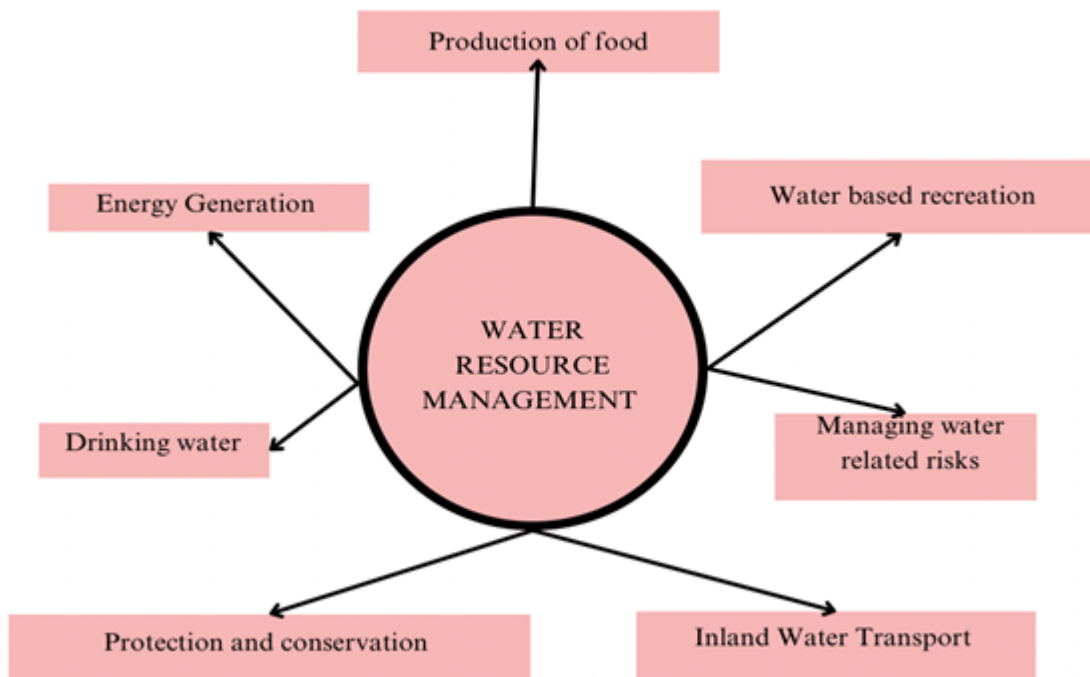 Production of food
Energy Generation
Water based recreation
WATER
RESOURCE
MANAGEMENT
Drinking water
Managing water
related risks
Protection and conservation
Inland Water Transport